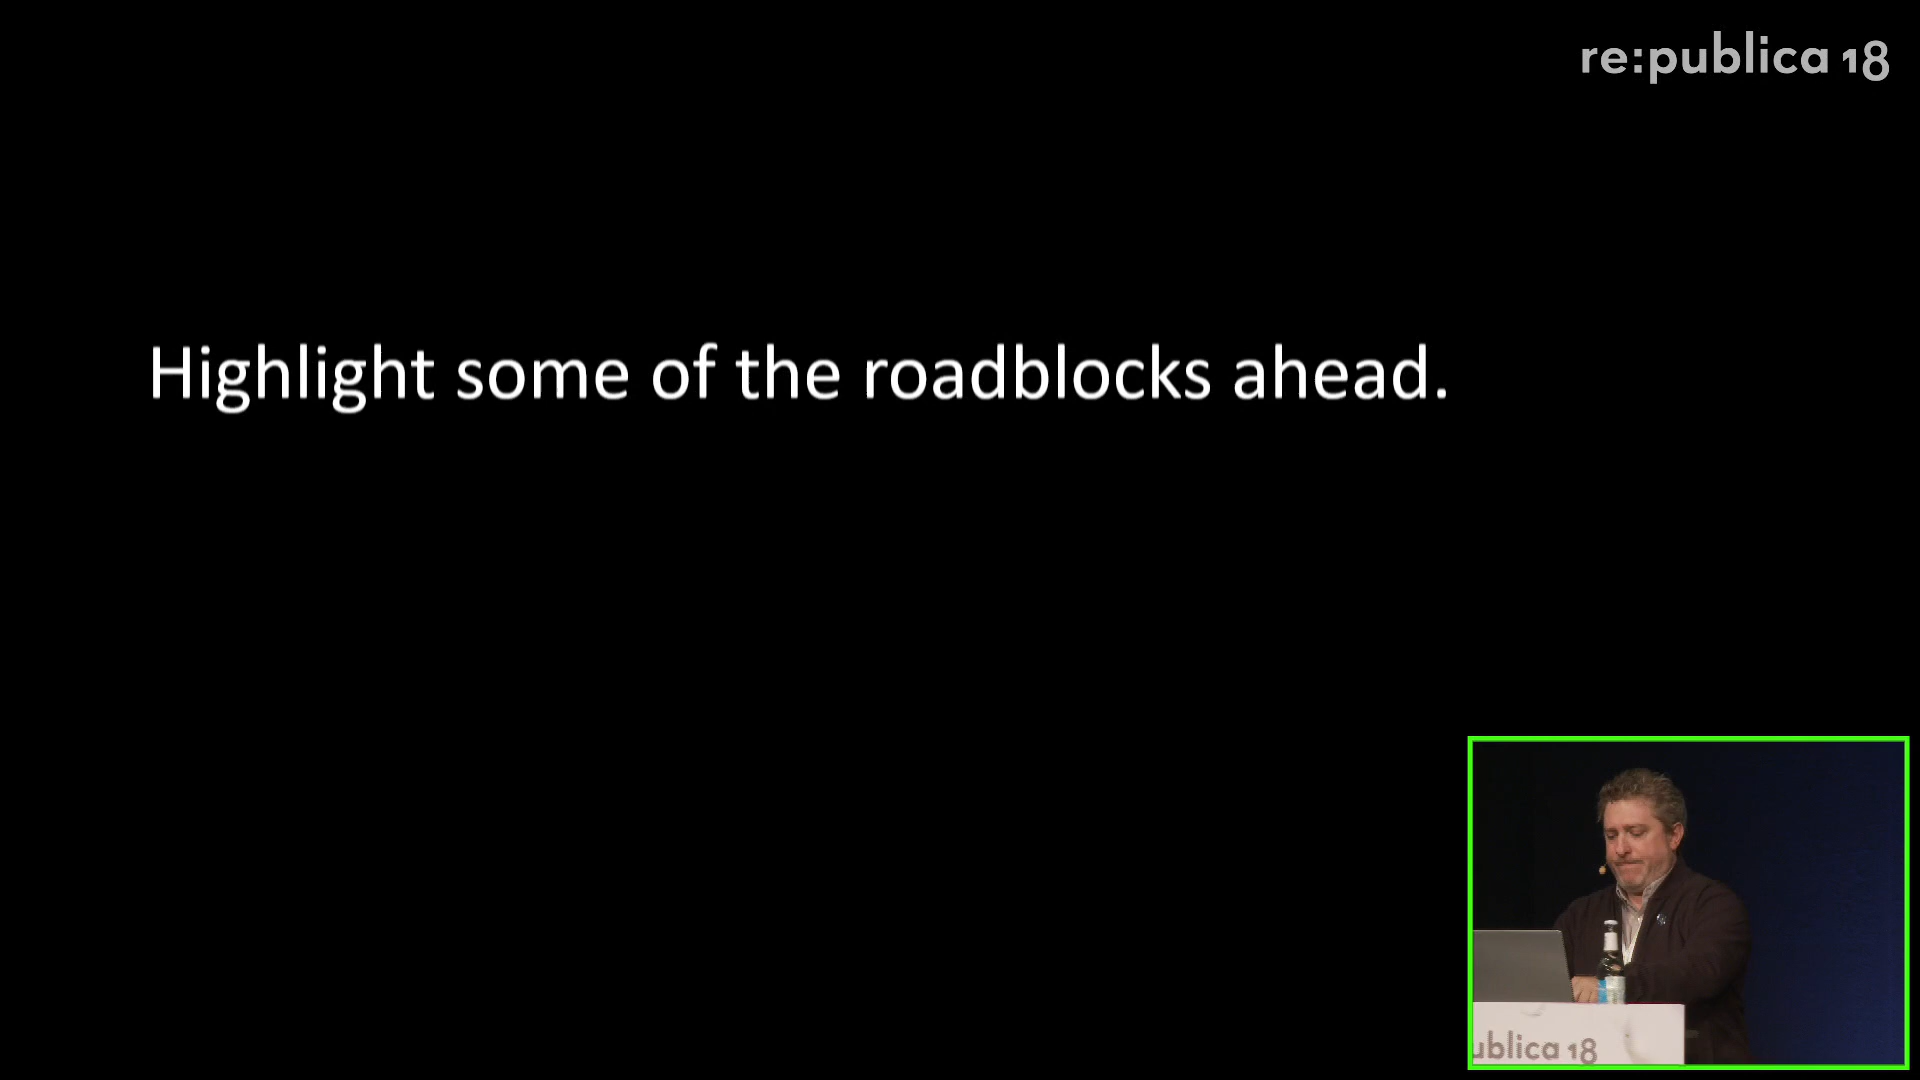 re:publica 18
Highlight some of the roadblocks ahead.
ublica 18